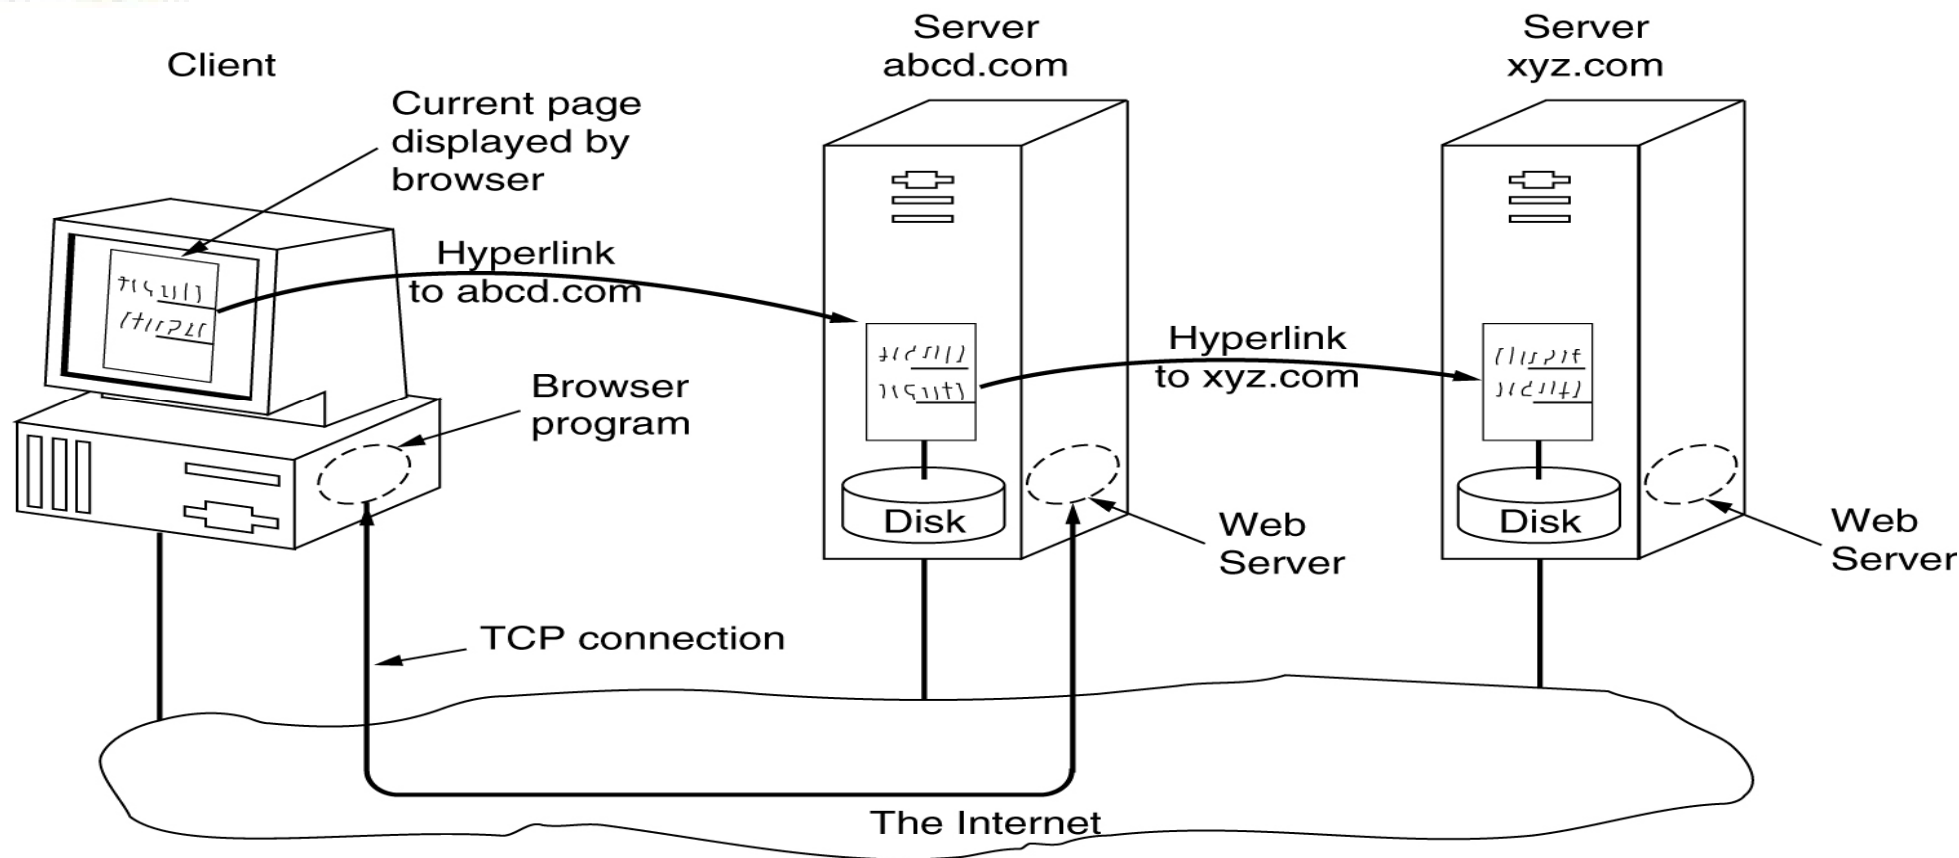 Client
Server
abcd.com
Server
xyz.com
Current page
displayed by
browser
Hyperlink
to abcd.com
Hyperlink
to xyz.com
Browser
program
Disk
Disk
Web
Server
Web
Server
TCP connection
The Internet